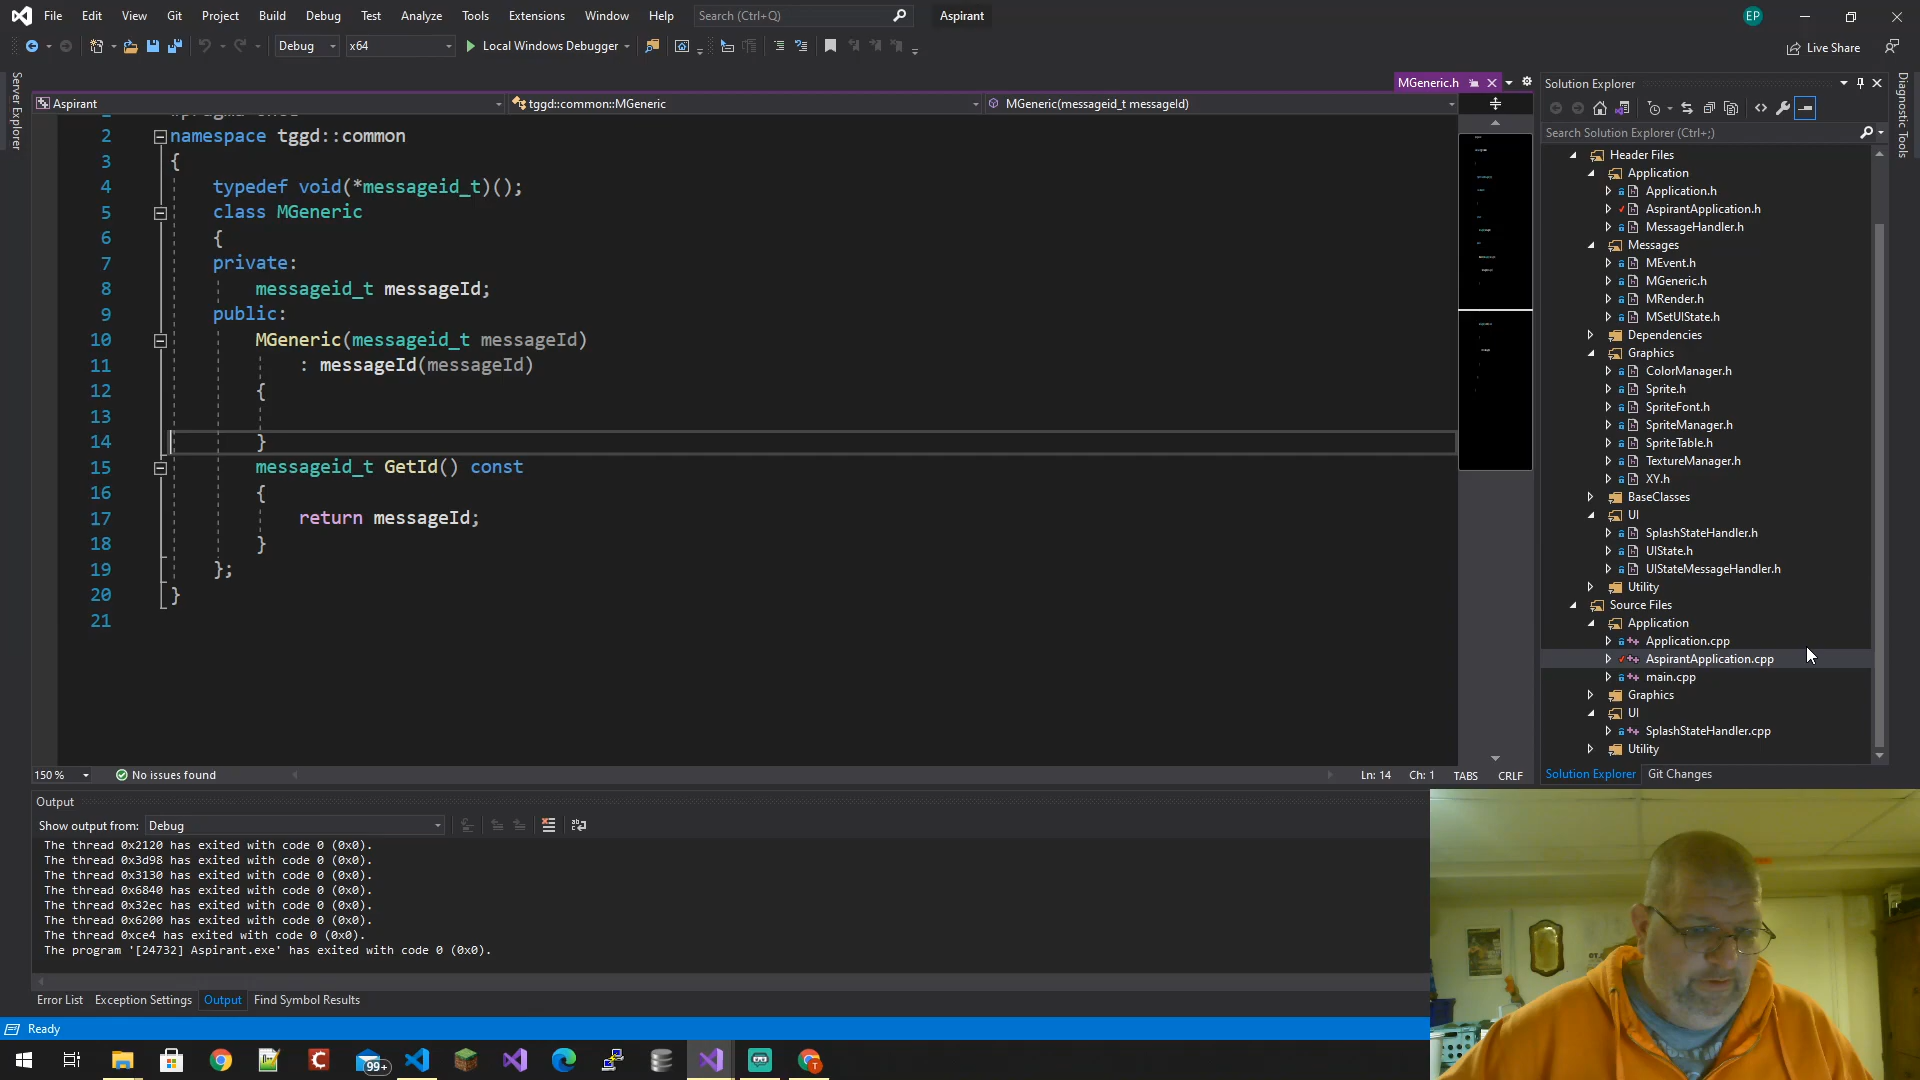 File Edit View Git Project Build Debug Test Analyze Tools Extensions Window Help Search (Ctrl+Q) Aspirant EP
Debug x64 Local Windows Debugger Live Share
Server Explorer
MGeneric.h
Aspirant tggd::common::MGeneric MGeneric(messageid_t messageId)
2 namespace tggd::common
3 {
4 typedef void(*messageid_t)();
5 class MGeneric
6 {
7 private:
8 messageid_t messageId;
9 public:
10 MGeneric(messageid_t messageId)
11 : messageId(messageId)
12 {
13
14 }
15 messageid_t GetId() const
16 {
17 return messageId;
18 }
19 };
20 }
21
150 % No issues found Ln: 14 Ch: 1 TABS CRLF
Solution Explorer
Search Solution Explorer (Ctrl+;)
Header Files
Application
Application.h
AspirantApplication.h
MessageHandler.h
Messages
MEvent.h
MGeneric.h
MRender.h
MSetUIState.h
Dependencies
Graphics
ColorManager.h
Sprite.h
SpriteFont.h
SpriteManager.h
SpriteTable.h
TextureManager.h
XY.h
BaseClasses
UI
SplashStateHandler.h
UIState.h
UIStateMessageHandler.h
Utility
Source Files
Application
Application.cpp
AspirantApplication.cpp
main.cpp
Graphics
UI
SplashStateHandler.cpp
Utility
Solution Explorer Git Changes
Diagnostic Tools
Output
Show output from: Debug
The thread 0x2120 has exited with code 0 (0x0).
The thread 0x3d98 has exited with code 0 (0x0).
The thread 0x3130 has exited with code 0 (0x0).
The thread 0x6840 has exited with code 0 (0x0).
The thread 0x32ec has exited with code 0 (0x0).
The thread 0x6200 has exited with code 0 (0x0).
The thread 0xce4 has exited with code 0 (0x0).
The program '[24732] Aspirant.exe' has exited with code 0 (0x0).
Error List Exception Settings Output Find Symbol Results
Ready
99+